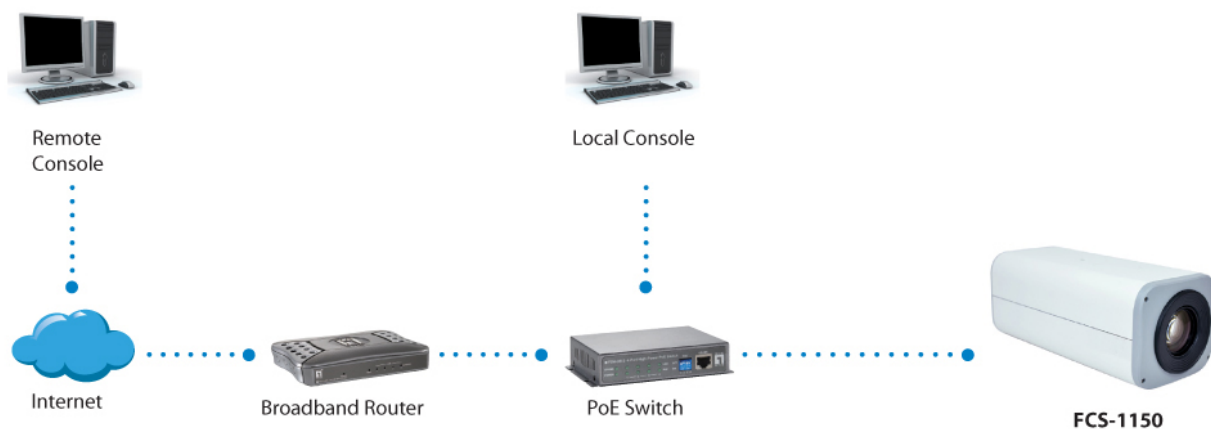 Remote
Console
Local Console
Internet
Broadband Router
PoE Switch
FCS-1150